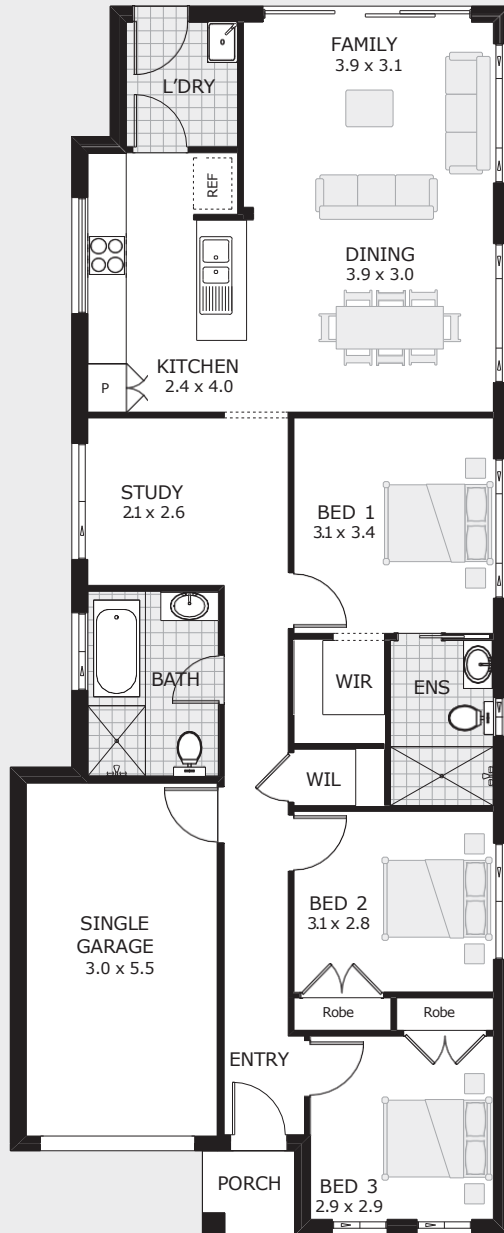 FAMILY
3.9 x 3.1
L'DRY
REF
DINING
3.9 x 3.0
KITCHEN
2.4 x 4.0
P
STUDY
2.1 x 2.6
BED 1
3.1 x 3.4
BATH
WIR
ENS
WIL
BED 2
3.1 x 2.8
SINGLE
GARAGE
3.0 x 5.5
Robe
Robe
ENTRY
PORCH
BED 3
2.9 x 2.9